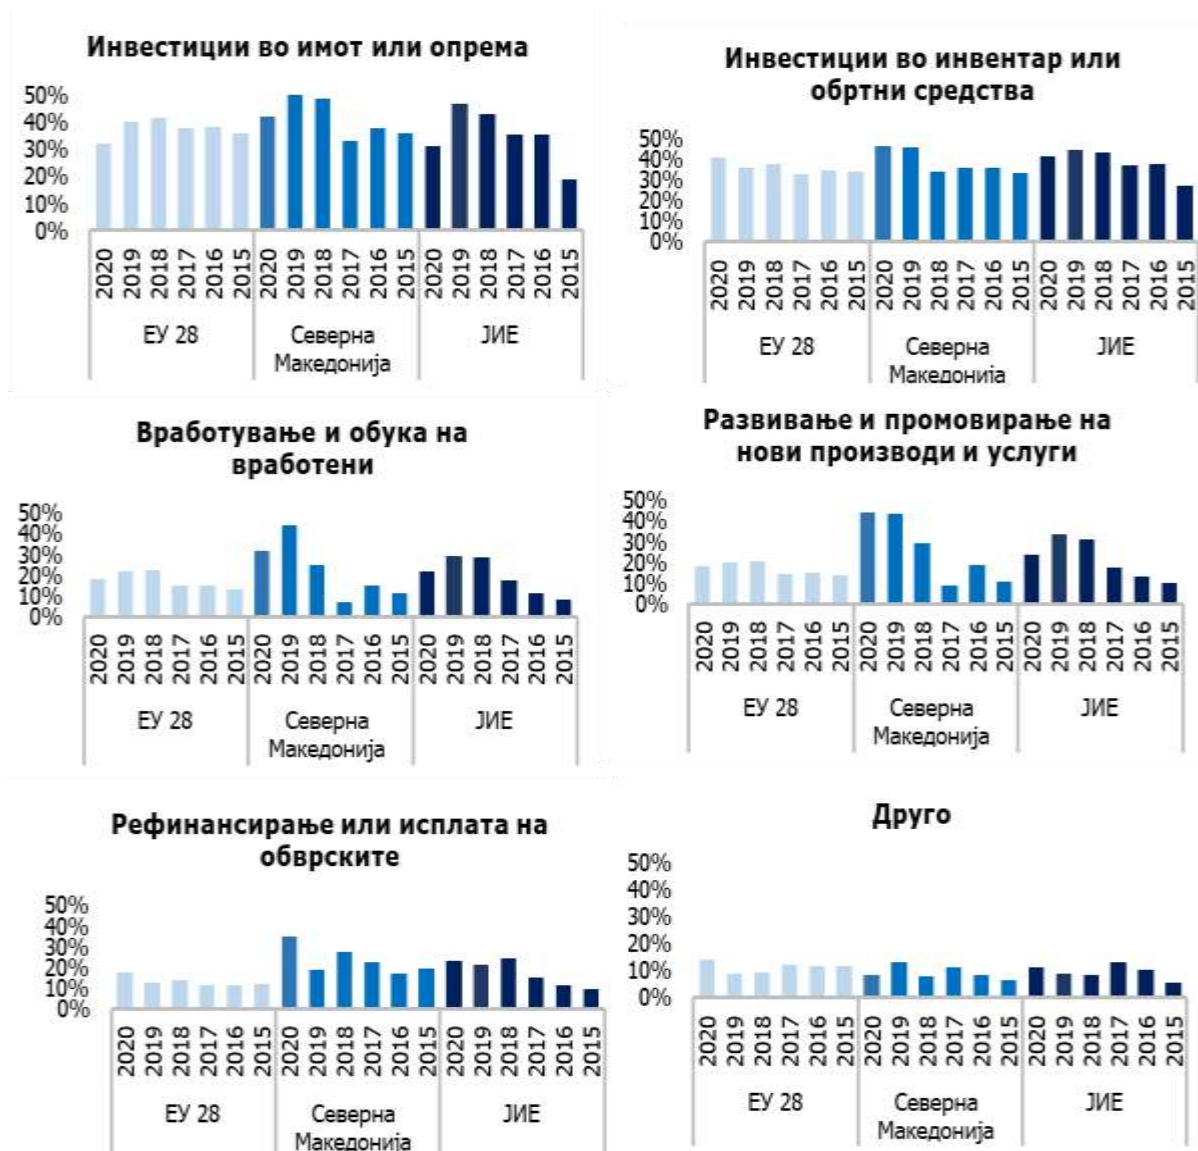 Инвестиции во имот или опрема
50%
40%
30%
20%
10%
0%
2020 2019 2018 2017 2016 2015 2020 2019 2018 2017 2016 2015 2020 2019 2018 2017 2016 2015
ЕУ 28
Северна
Македонија
ЈИЕ
Инвестиции во инвентар или
обртни средства
50%
40%
30%
20%
10%
0%
2020 2019 2018 2017 2016 2015 2020 2019 2018 2017 2016 2015 2020 2019 2018 2017 2016 2015
ЕУ 28
Северна
Македонија
ЈИЕ
Вработување и обука на
вработени
50%
40%
30%
20%
10%
0%
2020 2019 2018 2017 2016 2015 2020 2019 2018 2017 2016 2015 2020 2019 2018 2017 2016 2015
ЕУ 28
Северна
Македонија
ЈИЕ
Развивање и промовирање на
нови производи и услуги
50%
40%
30%
20%
10%
0%
2020 2019 2018 2017 2016 2015 2020 2019 2018 2017 2016 2015 2020 2019 2018 2017 2016 2015
ЕУ 28
Северна
Македонија
ЈИЕ
Рефинансирање или исплата на
обврските
50%
40%
30%
20%
10%
0%
2020 2019 2018 2017 2016 2015 2020 2019 2018 2017 2016 2015 2020 2019 2018 2017 2016 2015
ЕУ 28
Северна
Македонија
ЈИЕ
Друго
50%
40%
30%
20%
10%
0%
2020 2019 2018 2017 2016 2015 2020 2019 2018 2017 2016 2015 2020 2019 2018 2017 2016 2015
ЕУ 28
Северна
Македонија
ЈИЕ